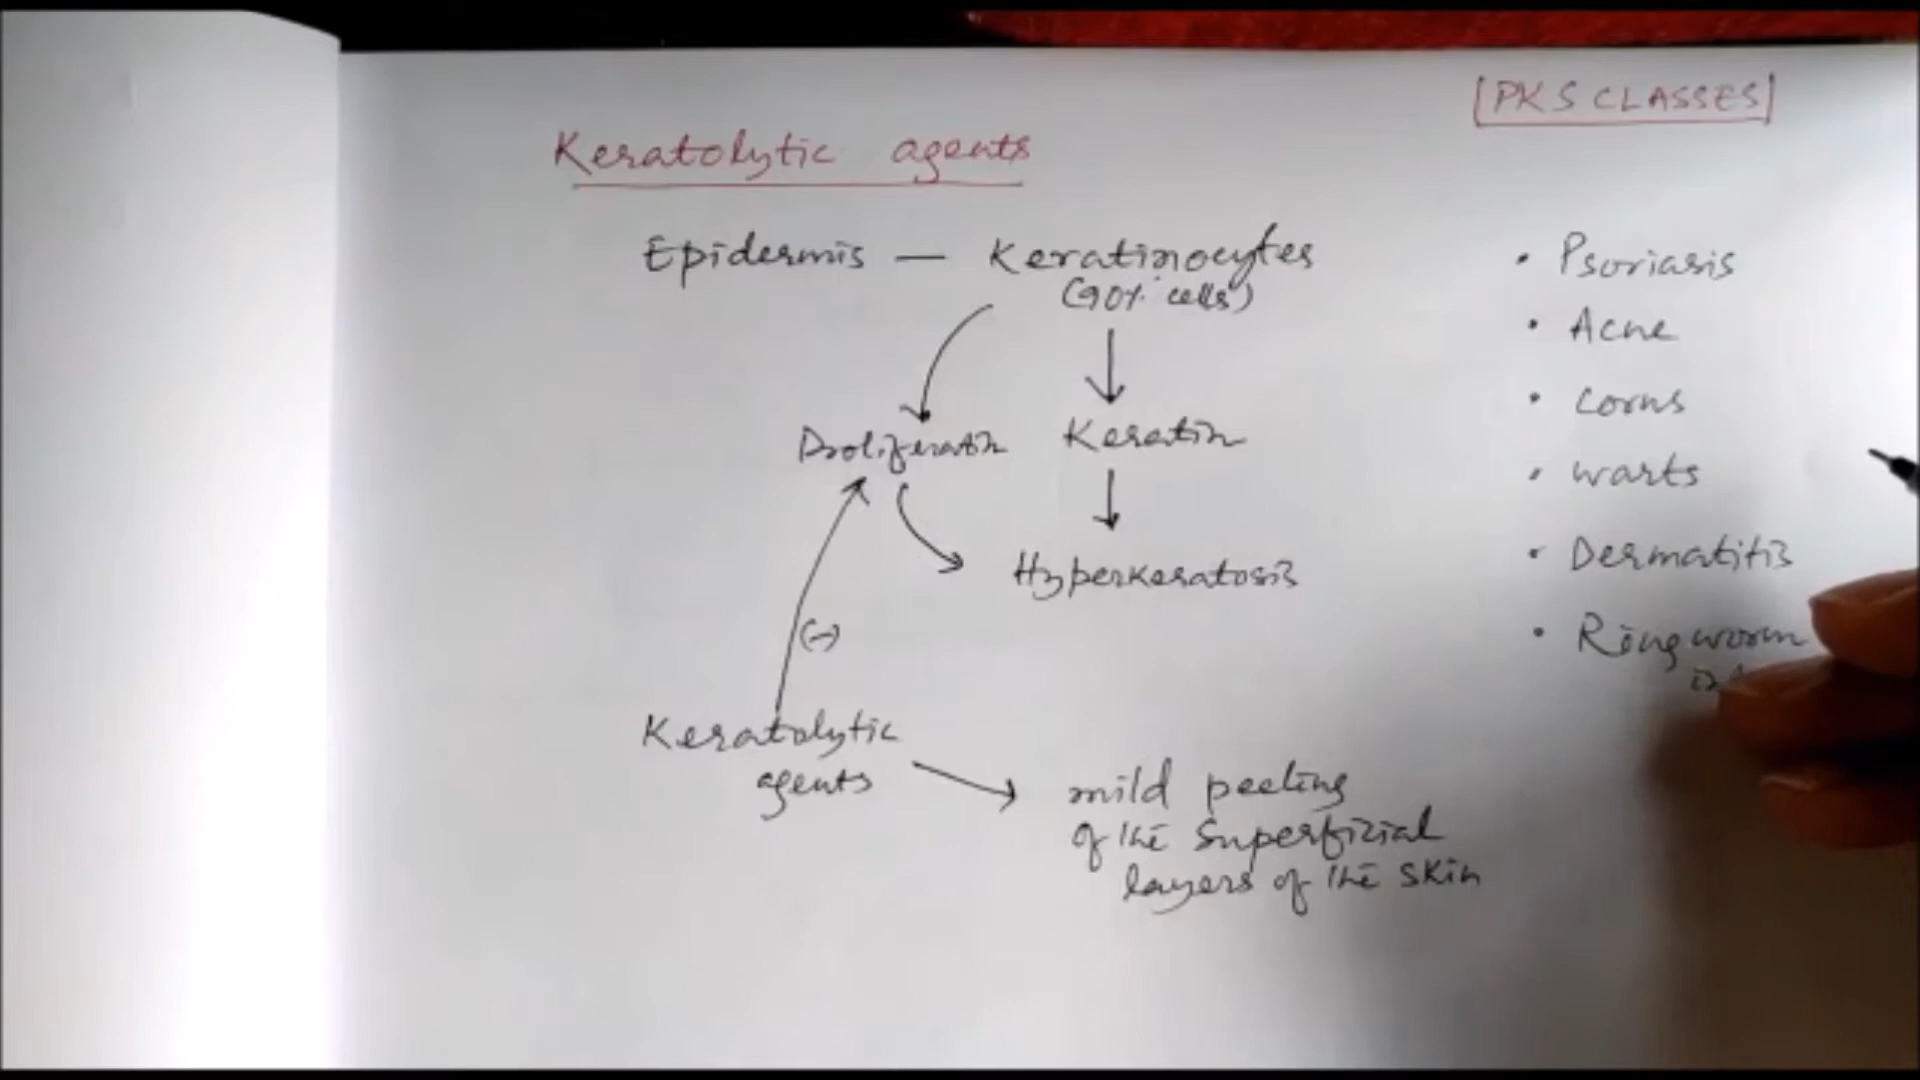 [PKS CLASSES]
Keratolytic agents
Epidermis — Keratinocytes
(90% cells)
Proliferatin Keratin
Hyperkeratosis
(-)
Keratolytic
agents
mild peeling
of the Superficial
layers of the skin
• Psoriasis
• Acne
• Corns
• Warts
• Dermatitis
• Ringworm